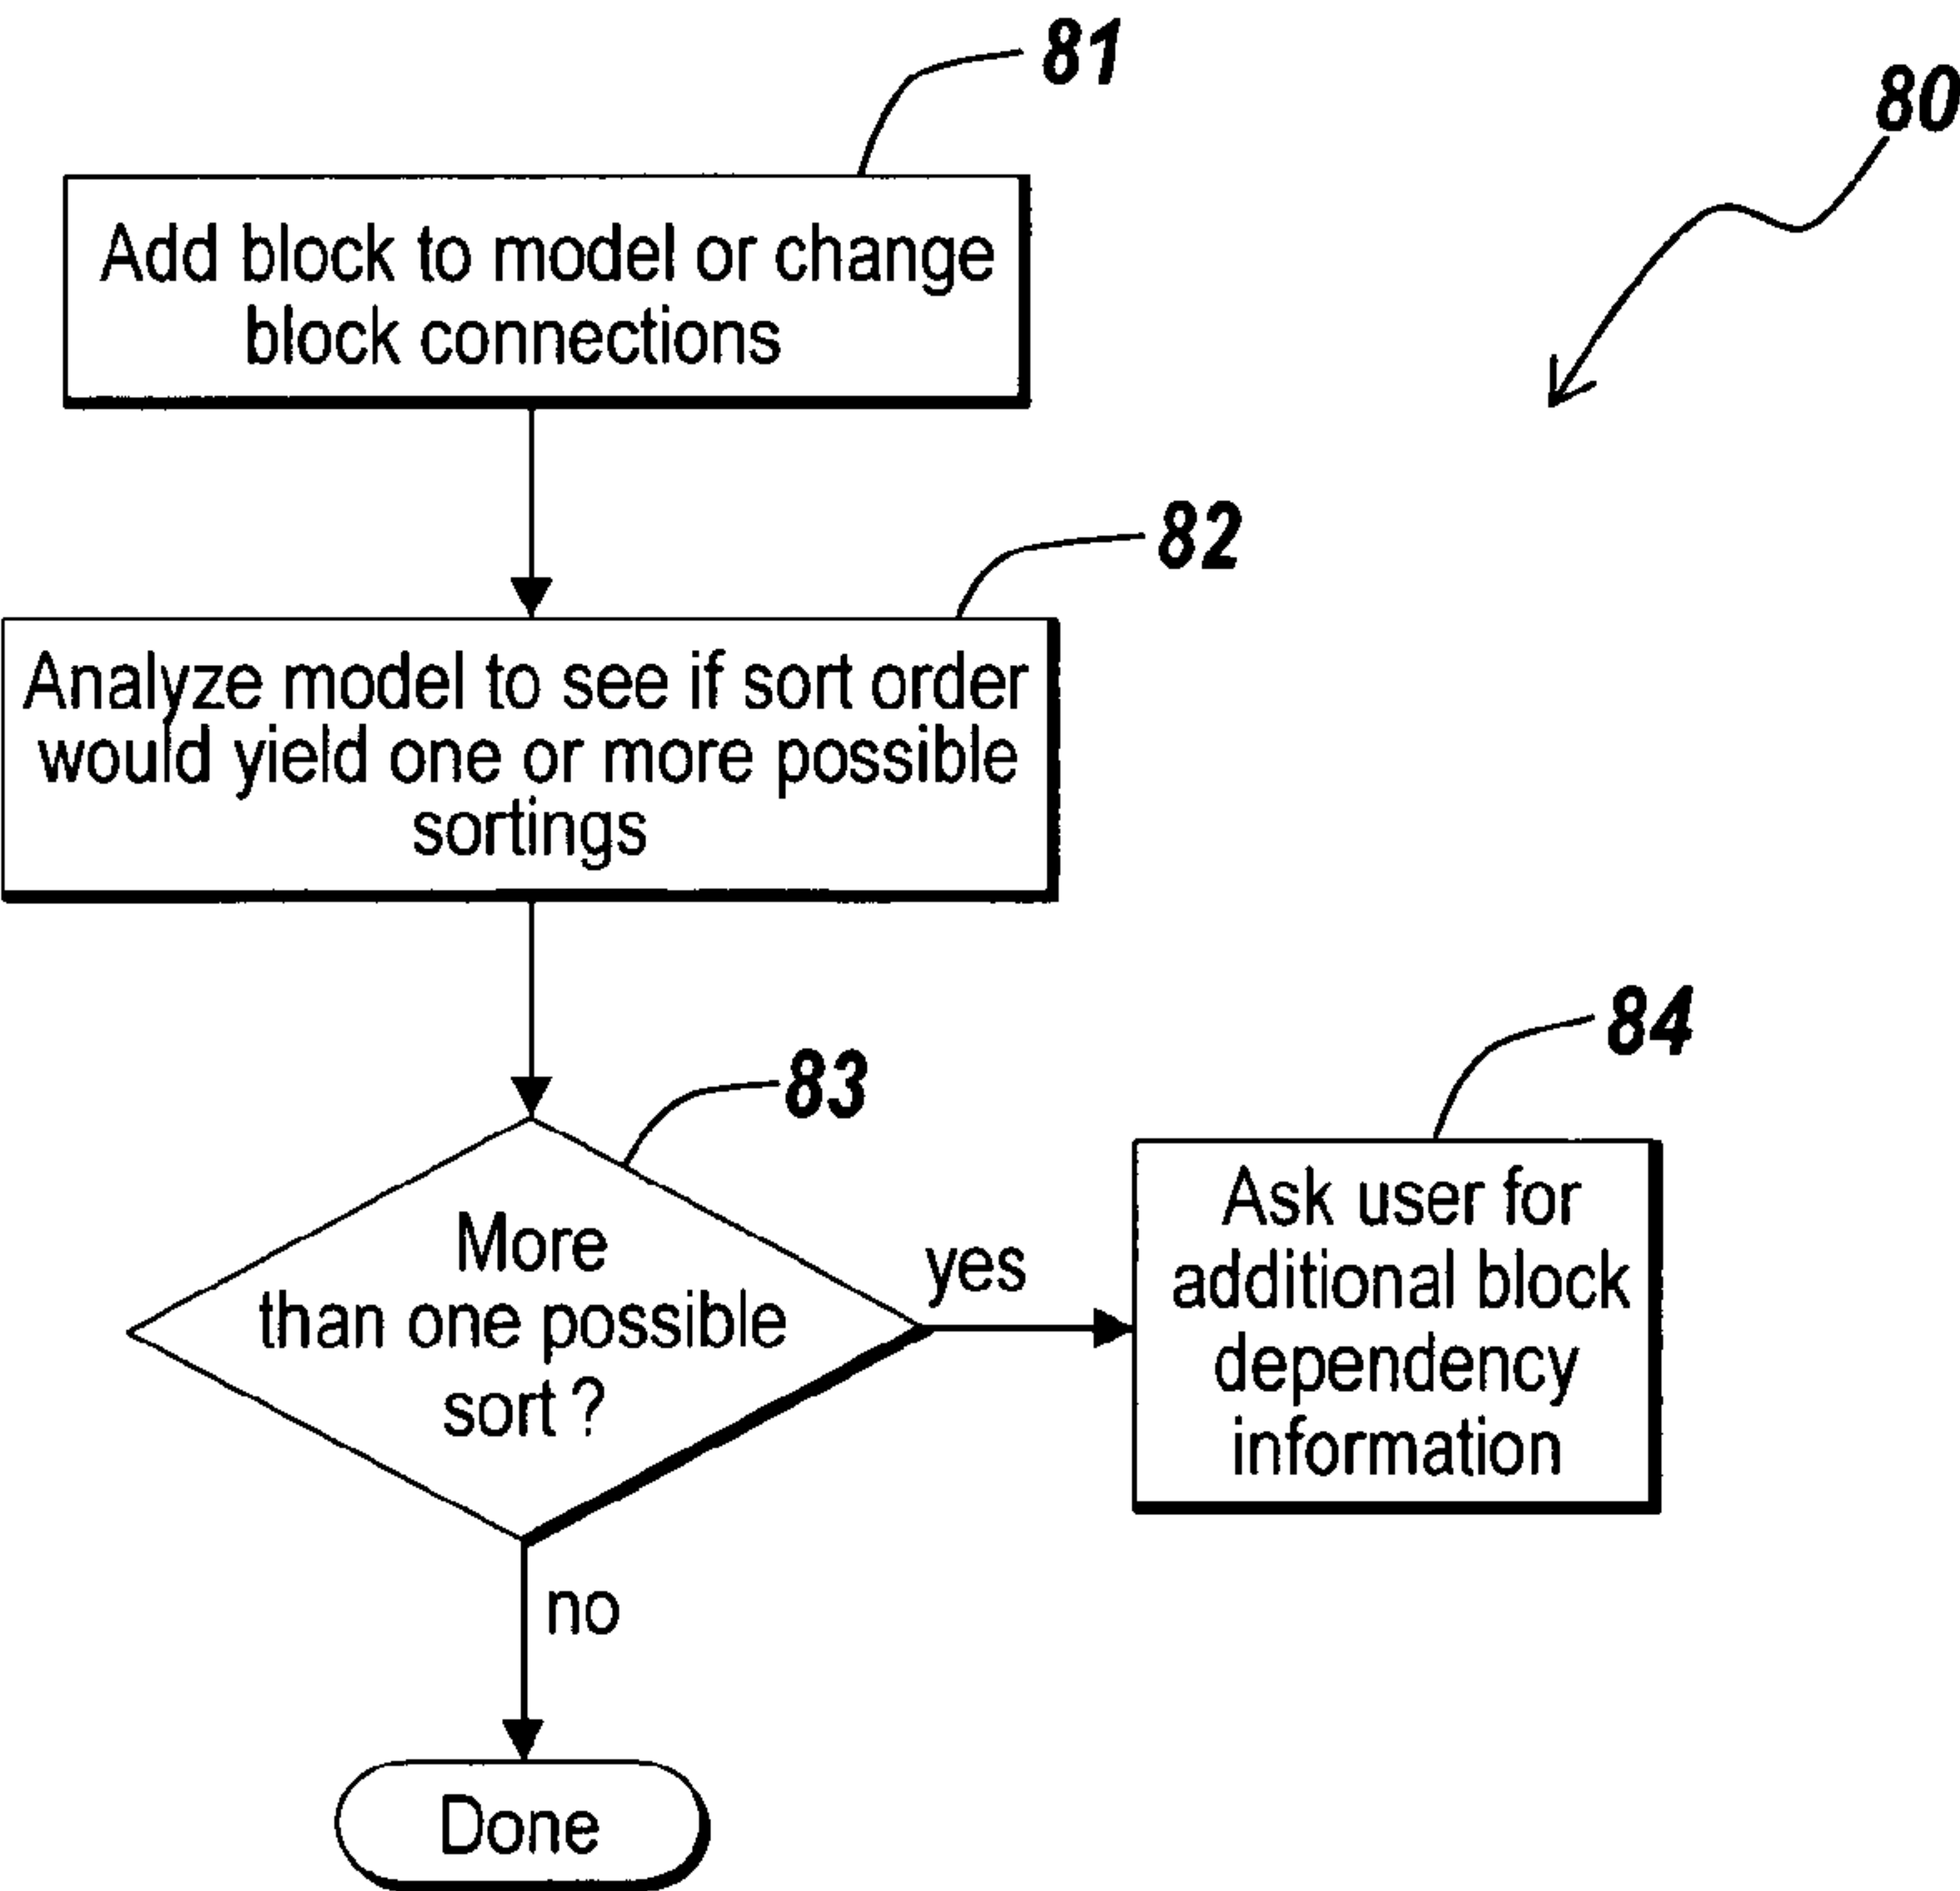 81
80
Add block to model or change
block connections
82
Analyze model to see if sort order
would yield one or more possible
sortings
83
84
More
than one possible
sort ?
yes
Ask user for
additional block
dependency
information
no
Done